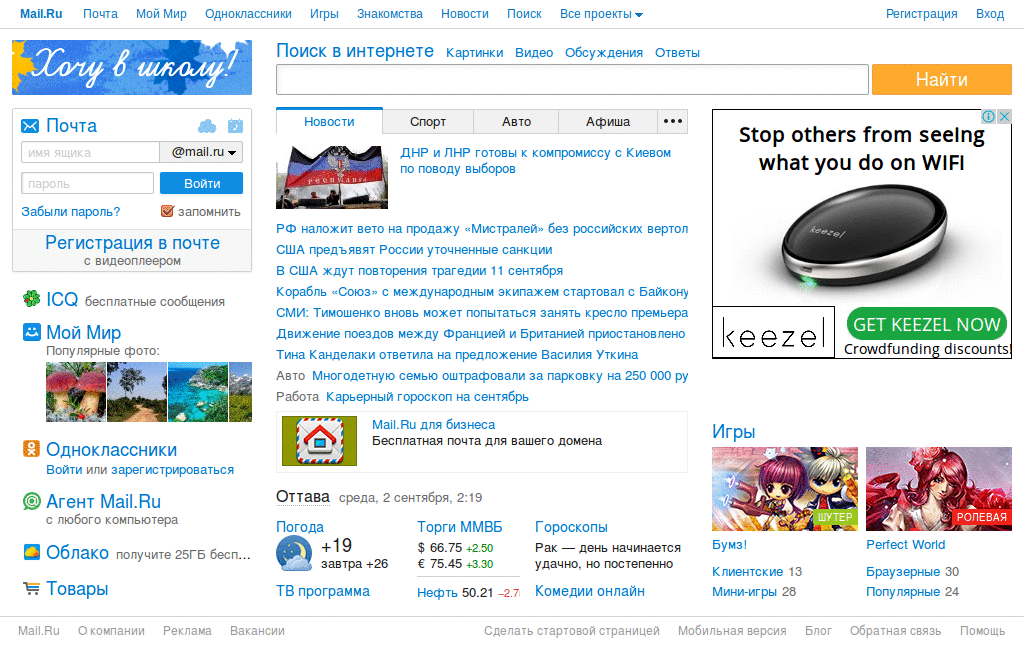 Mail.Ru Почта Мой Мир Одноклассники Игры Знакомства Новости Поиск Все проекты Регистрация Вход
Хочу в школу!
Почта
имя ящика @mail.ru
пароль Войти
Забыли пароль? запомнить
Регистрация в почте
с видеоплеером
ICQ бесплатные сообщения
Мой Мир
Популярные фото:
Одноклассники
Войти или зарегистрироваться
Агент Mail.Ru
с любого компьютера
Облако получите 25ГБ бесп...
Товары
Поиск в интернете Картинки Видео Обсуждения Ответы
Найти
Новости Спорт Авто Афиша
ДНР и ЛНР готовы к компромиссу с Киевом
по поводу выборов
РФ наложит вето на продажу «Мистралей» без российских вертол
США предъявят России уточненные санкции
В США ждут повторения трагедии 11 сентября
Корабль «Союз» с международным экипажем стартовал с Байкону
СМИ: Тимошенко вновь может попытаться занять кресло премьера
Движение поездов между Францией и Британией приостановлено
Тина Канделаки ответила на предложение Василия Уткина
Авто Многодетную семью оштрафовали за парковку на 250 000 ру
Работа Карьерный гороскоп на сентябрь
Mail.Ru для бизнеса
Бесплатная почта для вашего домена
Оттава среда, 2 сентября, 2:19
Погода
+19
завтра +26
ТВ программа
Торги ММВБ
$ 66.75 +2.50
€ 75.45 +3.30
Нефть 50.21 −2.7
Гороскопы
Рак — день начинается
удачно, но постепенно
Комедии онлайн
Stop others from seeing
what you do on WIFI
keezel
keezel
GET KEEZEL NOW
Crowdfunding discounts!
Игры
ШУТЕР
РОЛЕВАЯ
Бумз! Perfect World
Клиентские 13 Браузерные 30
Мини-игры 28 Популярные 24
Mail.Ru О компании Реклама Вакансии Сделать стартовой страницей Мобильная версия Блог Обратная связь Помощь